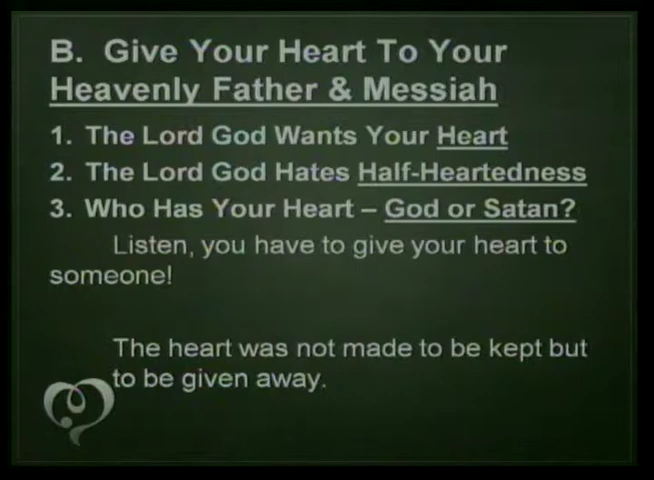 B. Give Your Heart To Your
Heavenly Father & Messiah
1. The Lord God Wants Your Heart
2. The Lord God Hates Half-Heartedness
3. Who Has Your Heart – God or Satan?
Listen, you have to give your heart to
someone!
The heart was not made to be kept but
to be given away.